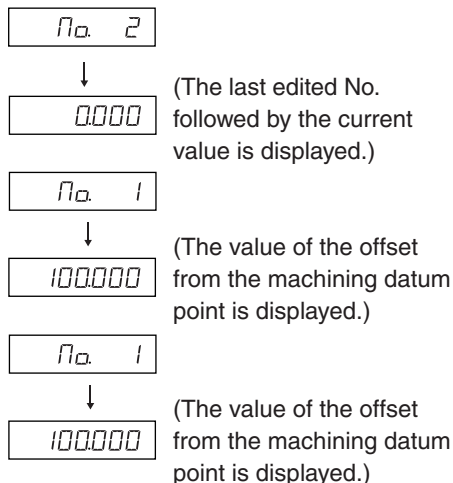 No. 2
0.000
(The last edited No.
followed by the current
value is displayed.)
No. 1
100.000
(The value of the offset
from the machining datum
point is displayed.)
No. 1
100.000
(The value of the offset
from the machining datum
point is displayed.)